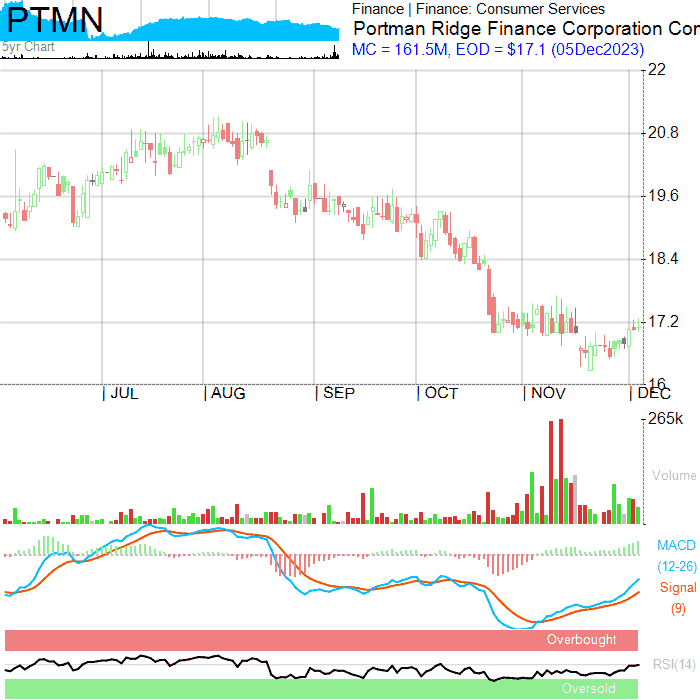 PTMN
5yr Chart
Finance | Finance: Consumer Services
Portman Ridge Finance Corporation Con
MC = 161.5M, EOD = $17.1 (05Dec2023)
22
20.8
19.6
18.4
17.2
16
| JUL | AUG | SEP | OCT | NOV | DEC
265k
Volume
MACD
(12-26)
Signal
(9)
Overbought
RSI(14)
Oversold